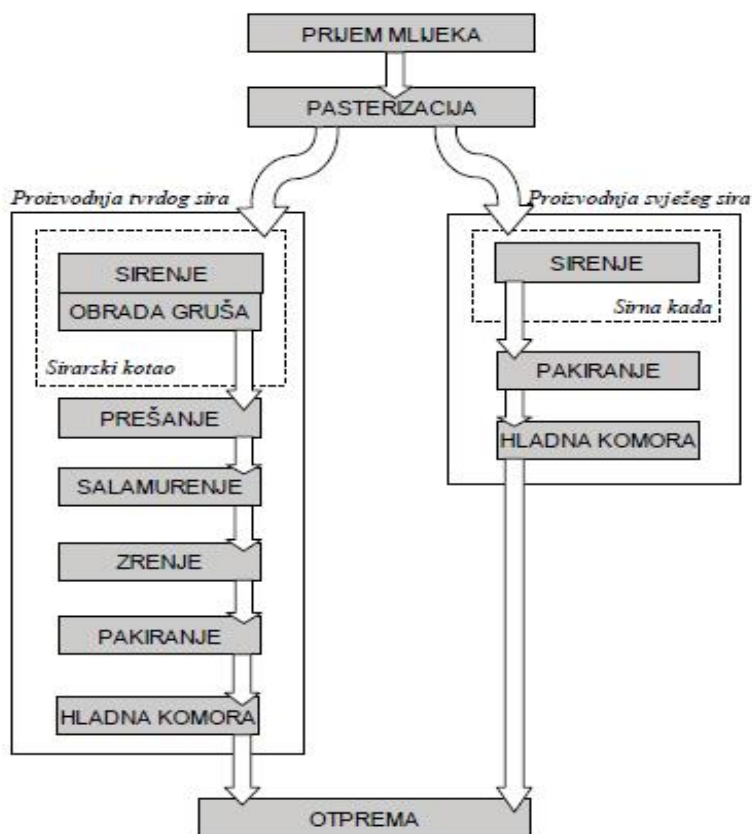 PRIJEM MLIJEKA
PASTERIZACIJA
Proizvodnja tvrdog sira
SIRENJE
OBRADA GRUŠA
Sirarski kotao
PREŠANJE
SALAMURENJE
ZRENJE
PAKIRANJE
HLADNA KOMORA
Proizvodnja svježeg sira
SIRENJE
Sirna kada
PAKIRANJE
HLADNA KOMORA
OTPREMA